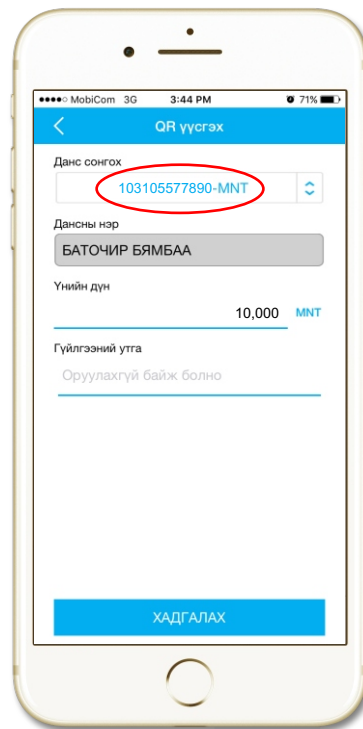 MobiCom 3G 3:44 PM 71%
QR үүсгэх
Данс сонгох
103105577890-MNT
Дансны нэр
БАТОЧИР БЯМБАА
Үнийн дүн
10,000 MNT
Гүйлгээний утга
Оруулахгүй байж болно
ХАДГАЛАХ